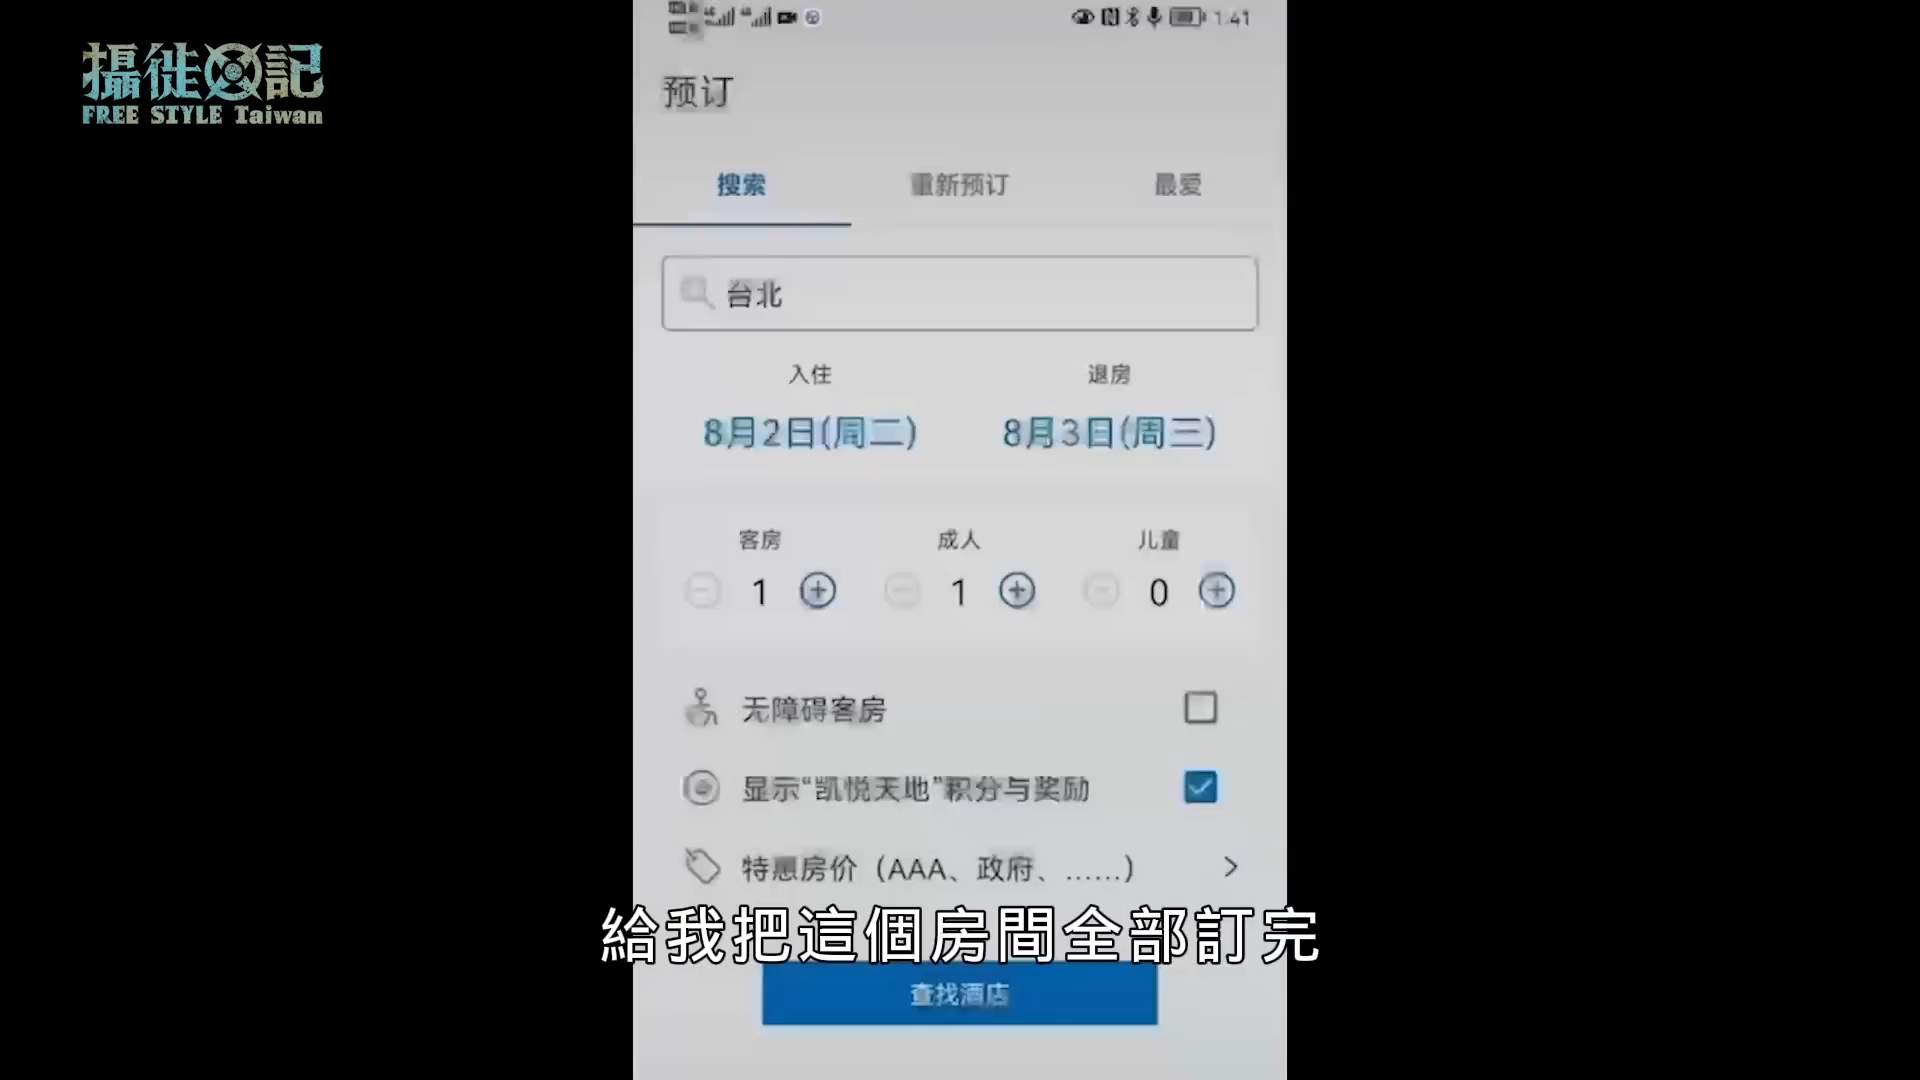 攝徒日記
FREE STYLE Taiwan
1:41
预订
搜索 重新预订 最爱
台北
入住 退房
8月2日(周二) 8月3日(周三)
客房 成人 儿童
1 1 0
无障碍客房
显示“凯悦天地”积分与奖励
特惠房价（AAA、政府、……）
給我把這個房間全部訂完
查找酒店